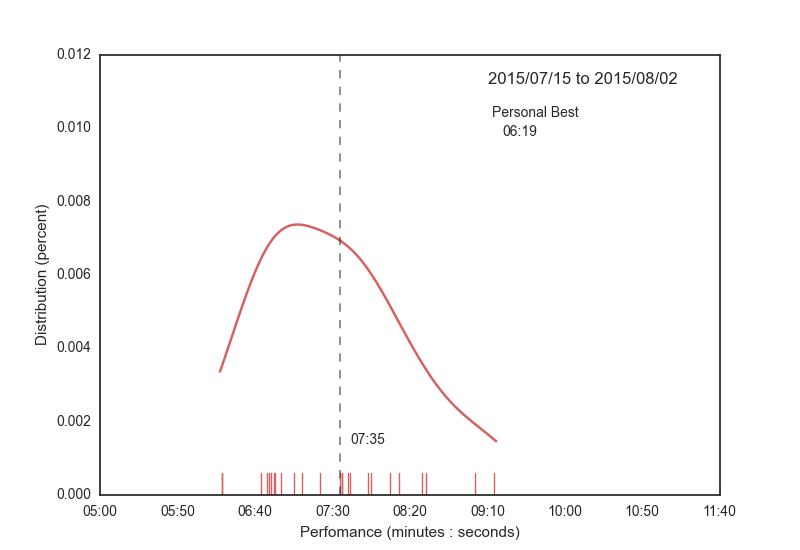 0.012
0.010
0.008
0.006
0.004
0.002
0.000
Distribution (percent)
2015/07/15 to 2015/08/02
Personal Best
06:19
07:35
05:00 05:50 06:40 07:30 08:20 09:10 10:00 10:50 11:40
Perfomance (minutes : seconds)